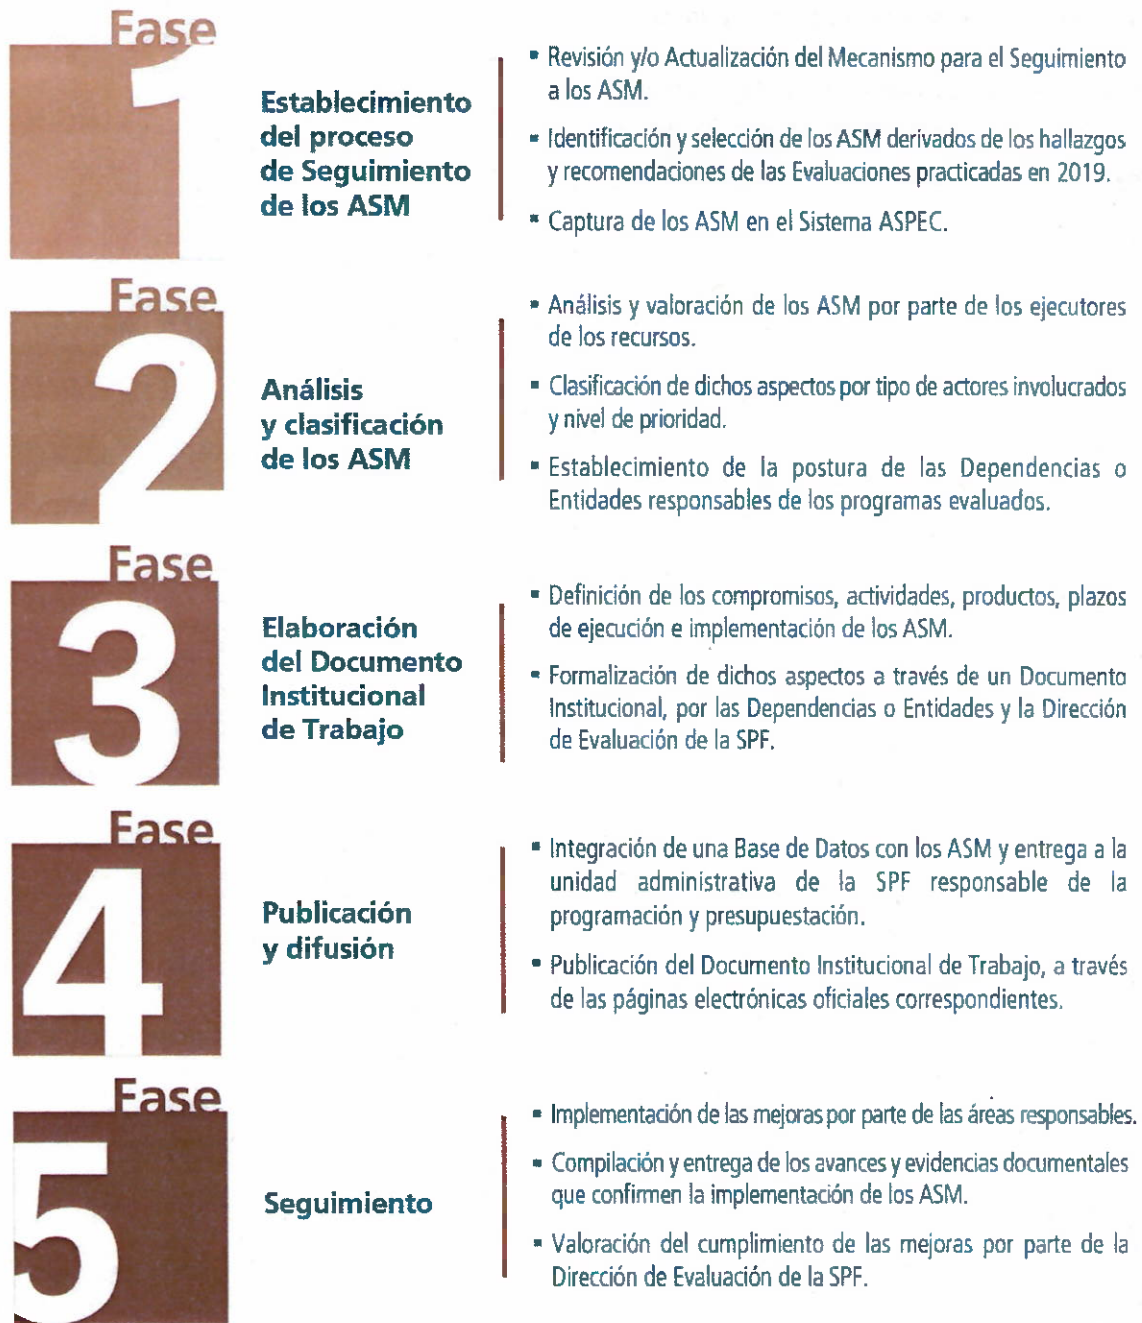 Fase
1
Establecimiento
del proceso
de Seguimiento
de los ASM
▪ Revisión y/o Actualización del Mecanismo para el Seguimiento
a los ASM.
▪ Identificación y selección de los ASM derivados de los hallazgos
y recomendaciones de las Evaluaciones practicadas en 2019.
▪ Captura de los ASM en el Sistema ASPEC.
Fase
2
Análisis
y clasificación
de los ASM
▪ Análisis y valoración de los ASM por parte de los ejecutores
de los recursos.
▪ Clasificación de dichos aspectos por tipo de actores involucrados
y nivel de prioridad.
▪ Establecimiento de la postura de las Dependencias o
Entidades responsables de los programas evaluados.
Fase
3
Elaboración
del Documento
Institucional
de Trabajo
▪ Definición de los compromisos, actividades, productos, plazos
de ejecución e implementación de los ASM.
▪ Formalización de dichos aspectos a través de un Documento
Institucional, por las Dependencias o Entidades y la Dirección
de Evaluación de la SPF.
Fase
4
Publicación
y difusión
▪ Integración de una Base de Datos con los ASM y entrega a la
unidad administrativa de la SPF responsable de la
programación y presupuestación.
▪ Publicación del Documento Institucional de Trabajo, a través
de las páginas electrónicas oficiales correspondientes.
Fase
5
Seguimiento
▪ Implementación de las mejoras por parte de las áreas responsables.
▪ Compilación y entrega de los avances y evidencias documentales
que confirmen la implementación de los ASM.
▪ Valoración del cumplimiento de las mejoras por parte de la
Dirección de Evaluación de la SPF.